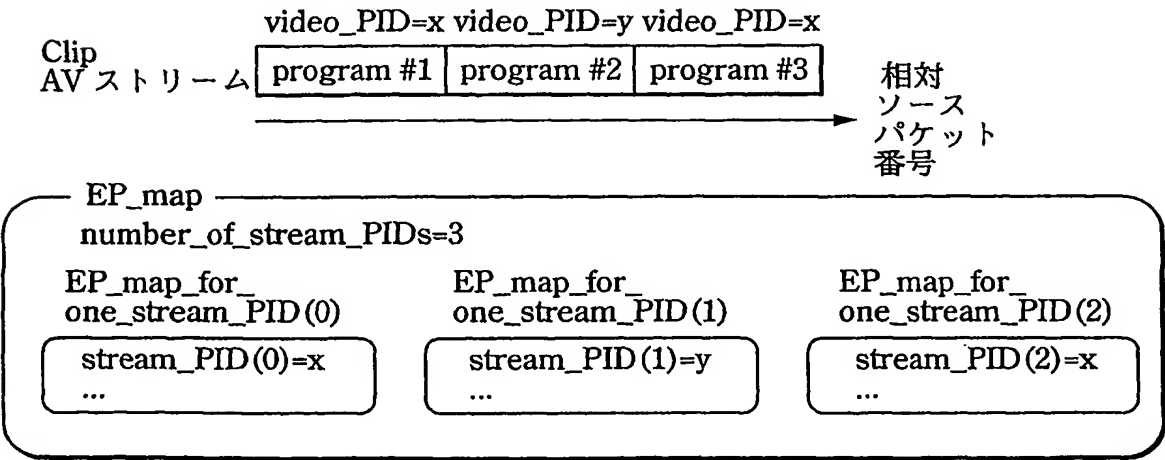 video_PID=x video_PID=y video_PID=x
Clip
AV ストリーム
program #1 program #2 program #3
相対
ソース
パケット
番号
EP_map
number_of_stream_PIDs=3
EP_map_for_
one_stream_PID(0)
stream_PID(0)=x
...
EP_map_for_
one_stream_PID(1)
stream_PID(1)=y
...
EP_map_for_
one_stream_PID(2)
stream_PID(2)=x
...